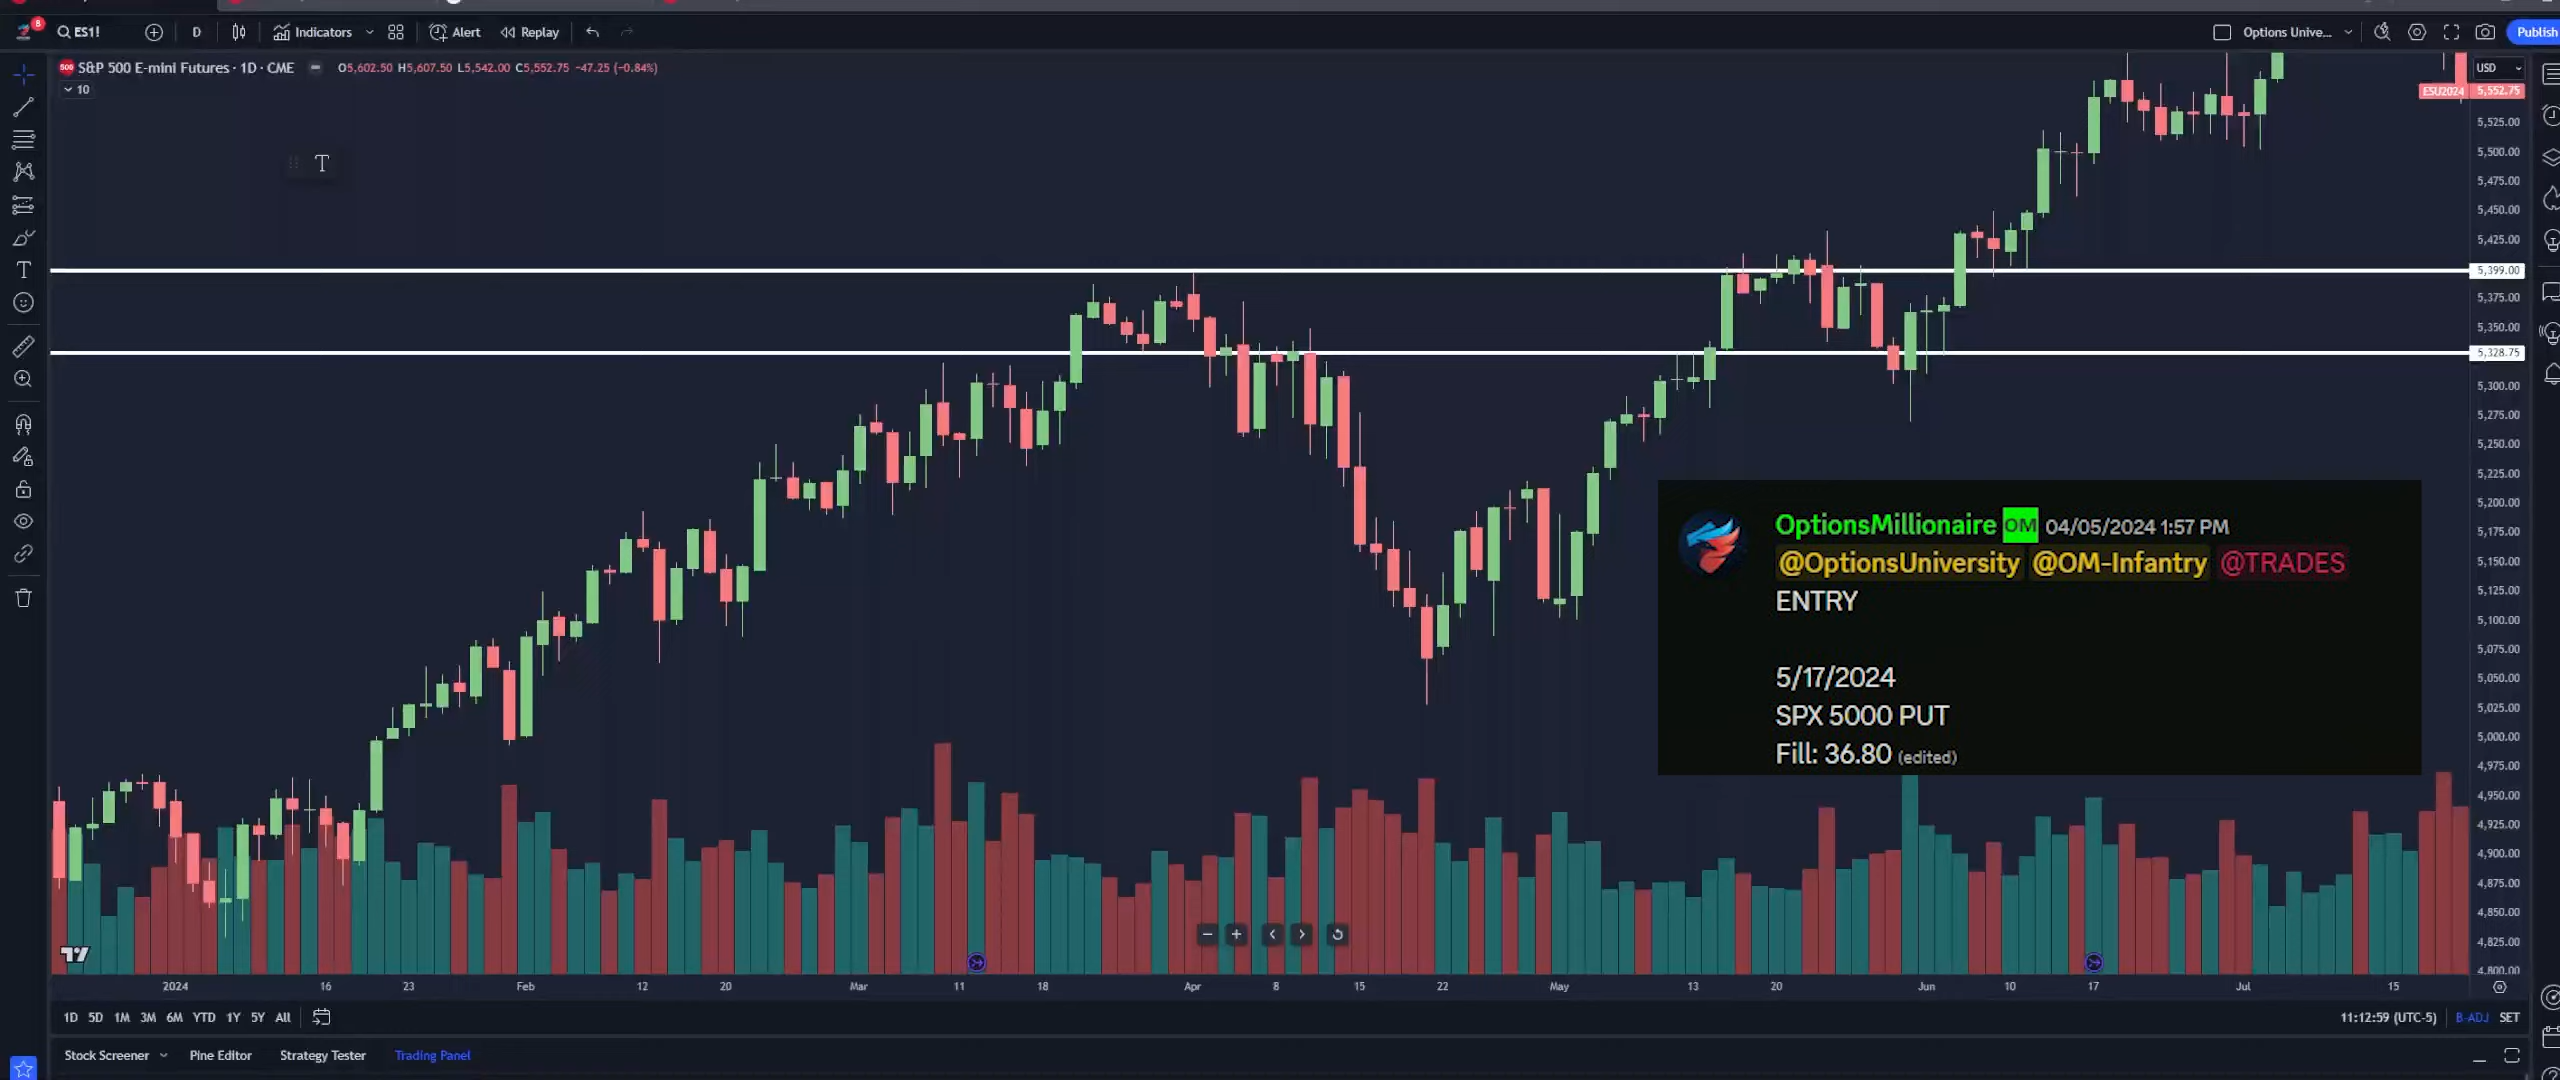 8
ES1!
D
Indicators
Alert
Replay
Options Unive...
Publish
500 S&P 500 E-mini Futures · 1D · CME O5,602.50 H5,607.50 L5,542.00 C5,552.75 −47.25 (−0.84%)
10
T
USD
ESU2024 5,552.75
5,525.00
5,500.00
5,475.00
5,450.00
5,425.00
5,399.00
5,375.00
5,350.00
5,328.75
5,300.00
5,275.00
5,250.00
5,225.00
5,200.00
5,175.00
5,150.00
5,125.00
5,100.00
5,075.00
5,050.00
5,025.00
5,000.00
4,975.00
4,950.00
4,925.00
4,900.00
4,875.00
4,850.00
4,825.00
4,800.00
OptionsMillionaire OM 04/05/2024 1:57 PM
@OptionsUniversity @OM-Infantry @TRADES
ENTRY
5/17/2024
SPX 5000 PUT
Fill: 36.80 (edited)
2024 16 23 Feb 12 20 Mar 11 18 Apr 8 15 22 May 13 20 Jun 10 17 Jul 15
1D 5D 1M 3M 6M YTD 1Y 5Y All
11:12:59 (UTC-5) B-ADJ SET
Stock Screener Pine Editor Strategy Tester Trading Panel